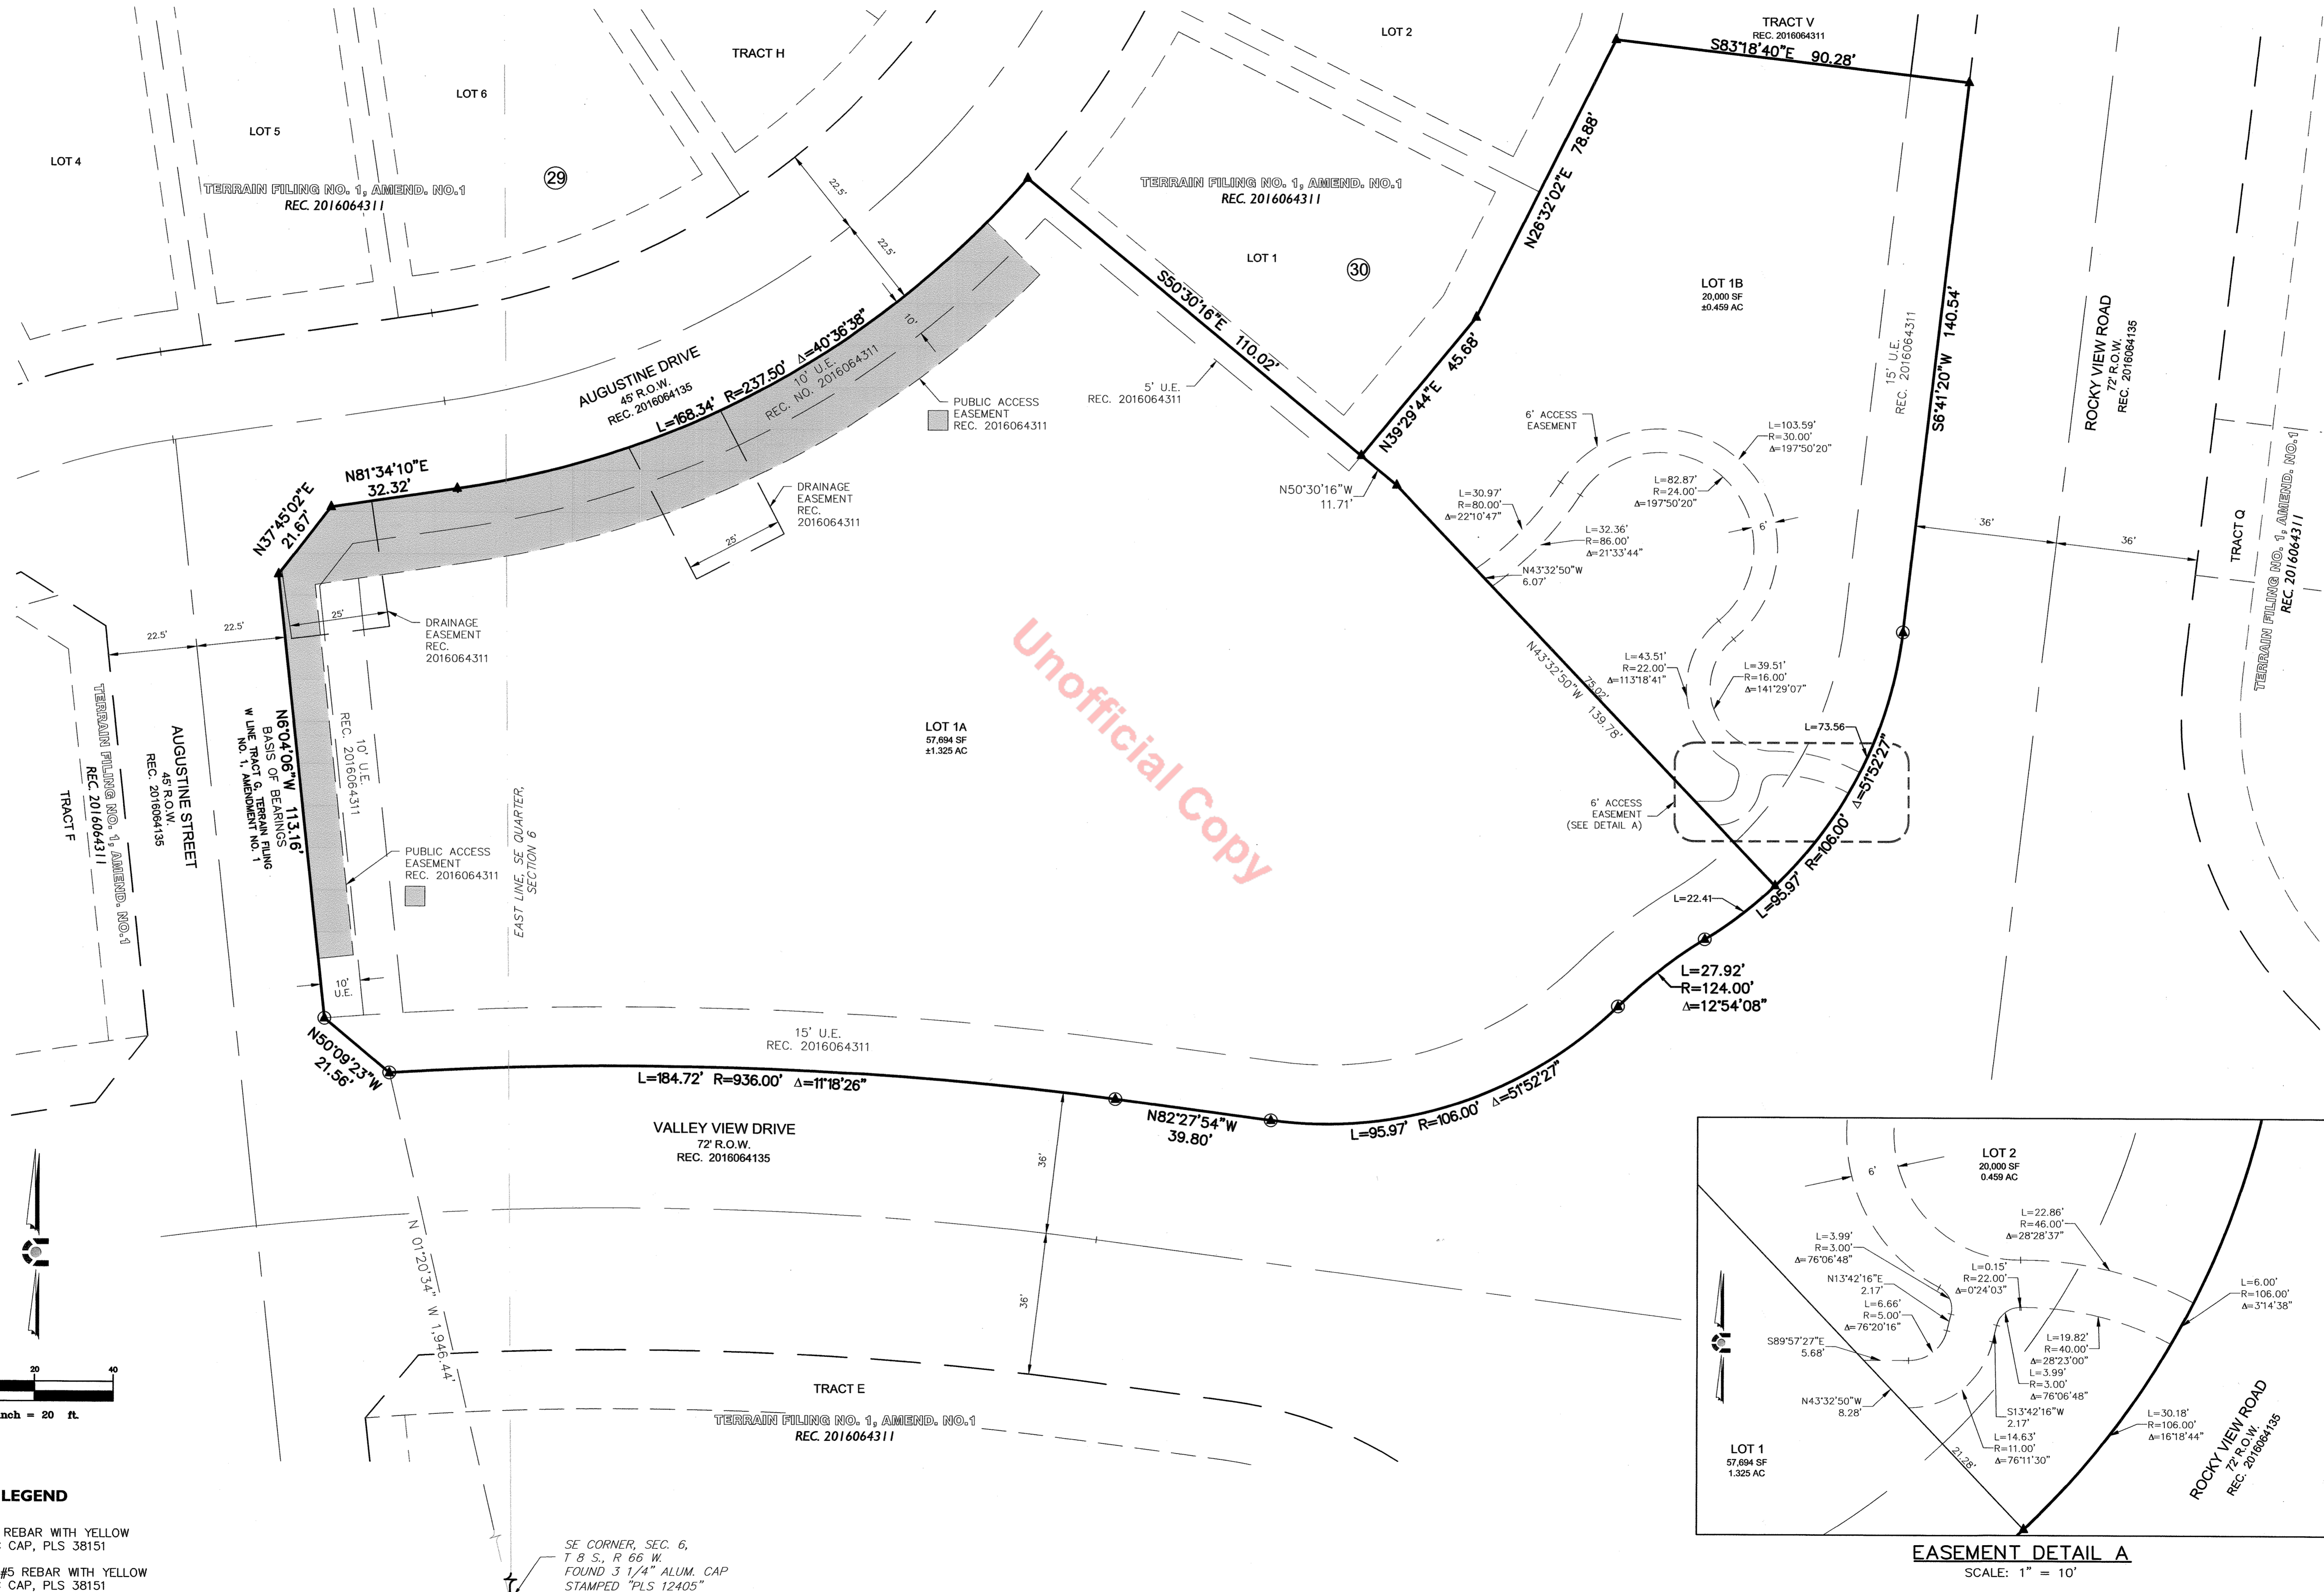 TRACT V
REC. 2016064311
S83°18'40"E 90.28'
LOT 2
TRACT H
LOT 6
LOT 5
LOT 4
29
TERRAIN FILING NO. 1, AMEND. NO.1
REC. 2016064311
22.5'
22.5'
TERRAIN FILING NO. 1, AMEND. NO.1
REC. 2016064311
LOT 1
30
N26°32'02"E 78.88'
LOT 1B
20,000 SF
±0.459 AC
15' U.E.
REC. 2016064311
S6°41'20"W 140.54'
ROCKY VIEW ROAD
72' R.O.W.
REC. 2016064135
S50°30'16"E 110.02'
N39°29'44"E 45.68'
5' U.E.
REC. 2016064311
AUGUSTINE DRIVE
45' R.O.W.
REC. 2016064135
L=168.34' R=237.50' Δ=40°36'38"
10' U.E.
REC. NO. 2016064311
10'
PUBLIC ACCESS
EASEMENT
REC. 2016064311
6' ACCESS
EASEMENT
L=103.59'
R=30.00'
Δ=197°50'20"
L=82.87'
R=24.00'
Δ=197°50'20"
6'
L=30.97'
R=80.00'
Δ=22°10'47"
L=32.36'
R=86.00'
Δ=21°33'44"
N43°32'50"W
6.07'
N50°30'16"W
11.71'
36'
36'
TRACT Q
TERRAIN FILING NO. 1, AMEND. NO.1
REC. 2016064311
N81°34'10"E
32.32'
N37°45'02"E
21.67'
DRAINAGE
EASEMENT
REC.
2016064311
25'
25'
DRAINAGE
EASEMENT
REC.
2016064311
22.5'
22.5'
TERRAIN FILING NO. 1, AMEND. NO.1
REC. 2016064311
TRACT F
AUGUSTINE STREET
45' R.O.W.
REC. 2016064135
N6°04'06"W 113.16'
BASIS OF BEARINGS
W LINE, TRACT G, TERRAIN FILING
NO. 1, AMENDMENT NO. 1
10' U.E.
REC. 2016064311
PUBLIC ACCESS
EASEMENT
REC. 2016064311
EAST LINE, SE QUARTER,
SECTION 6
LOT 1A
57,694 SF
±1.325 AC
Unofficial Copy
N43°32'50"W 139.78'
75.02'
L=43.51'
R=22.00'
Δ=113°18'41"
L=39.51'
R=16.00'
Δ=141°29'07"
L=73.56
6' ACCESS
EASEMENT
(SEE DETAIL A)
L=95.97' R=106.00' Δ=51°52'27"
L=22.41
L=27.92'
R=124.00'
Δ=12°54'08"
10'
U.E.
N50°09'23"W
21.56'
15' U.E.
REC. 2016064311
L=184.72' R=936.00' Δ=11°18'26"
N82°27'54"W
39.80'
L=95.97' R=106.00' Δ=51°52'27"
VALLEY VIEW DRIVE
72' R.O.W.
REC. 2016064135
36'
36'
N 01°20'34" W 1,946.44'
TRACT E
TERRAIN FILING NO. 1, AMEND. NO.1
REC. 2016064311
20
40
nch = 20 ft.
LEGEND
REBAR WITH YELLOW
CAP, PLS 38151
#5 REBAR WITH YELLOW
CAP, PLS 38151
SE CORNER, SEC. 6,
T 8 S., R 66 W.
FOUND 3 1/4" ALUM. CAP
STAMPED "PLS 12405"
LOT 2
20,000 SF
0.459 AC
6'
L=22.86'
R=46.00'
Δ=28°28'37"
L=3.99'
R=3.00'
Δ=76°06'48"
L=0.15'
R=22.00'
Δ=0°24'03"
N13°42'16"E
2.17'
L=6.66'
R=5.00'
Δ=76°20'16"
L=6.00'
R=106.00'
Δ=3°14'38"
S89°57'27"E
5.68'
L=19.82'
R=40.00'
Δ=28°23'00"
L=3.99'
R=3.00'
Δ=76°06'48"
N43°32'50"W
8.28'
S13°42'16"W
2.17'
L=14.63'
R=11.00'
Δ=76°11'30"
L=30.18'
R=106.00'
Δ=16°18'44"
21.28'
LOT 1
57,694 SF
1.325 AC
ROCKY VIEW ROAD
72' R.O.W.
REC. 2016064135
EASEMENT DETAIL A
SCALE: 1" = 10'